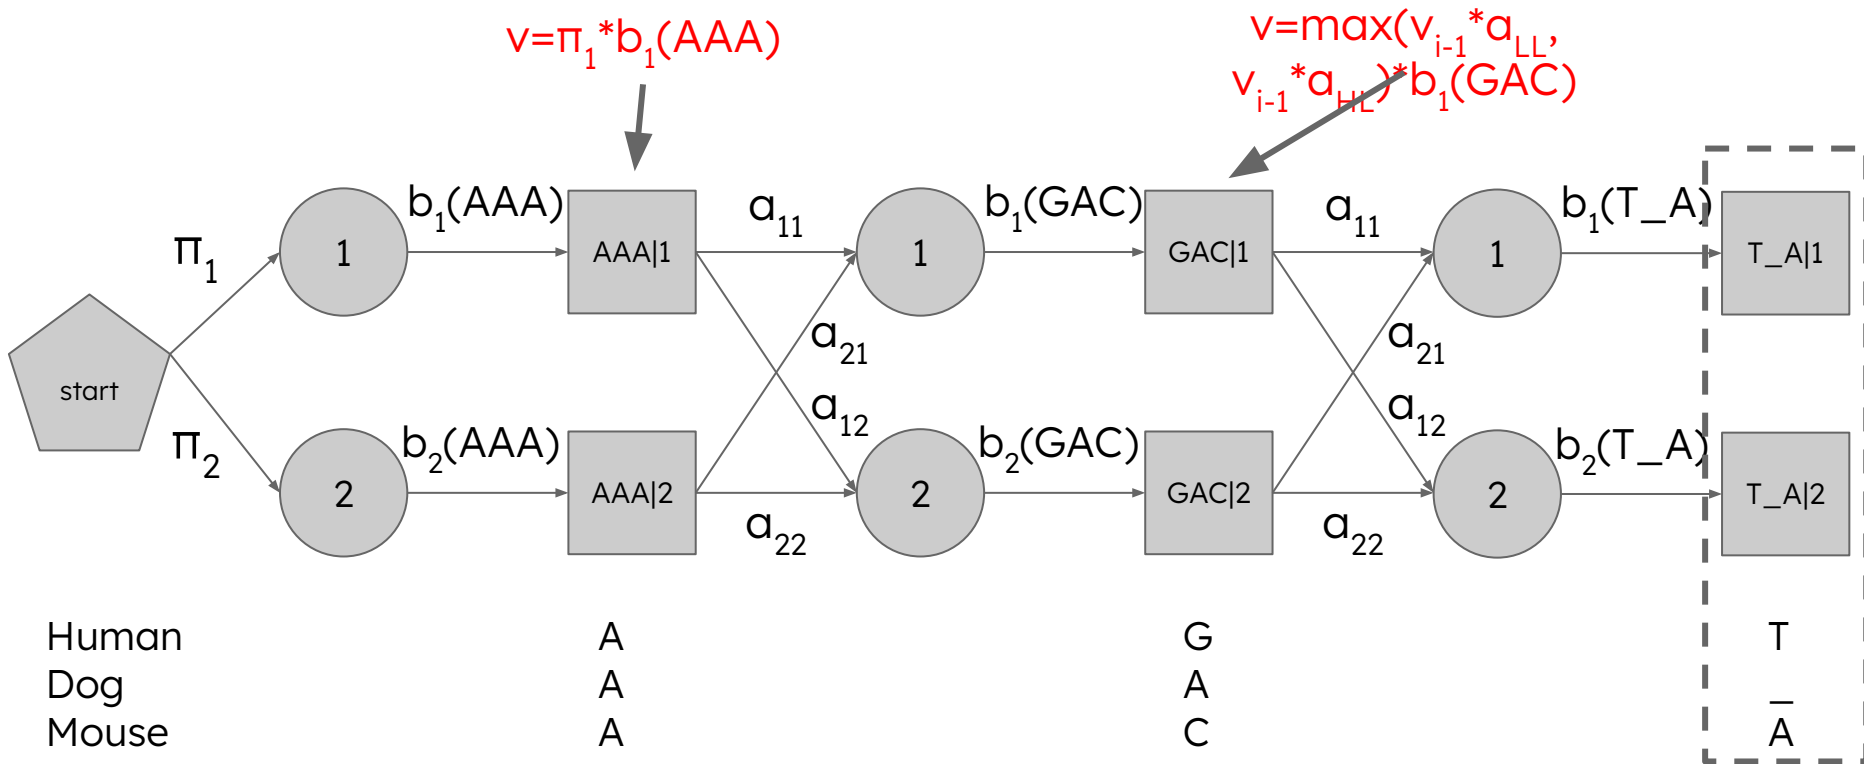 v=π₁*b₁(AAA)
v=max(vᵢ₋₁*a_LL,
vᵢ₋₁*a_HL)*b₁(GAC)
b₁(AAA)
a₁₁
b₁(GAC)
a₁₁
b₁(T_A)
π₁
1
AAA|1
1
GAC|1
1
T_A|1
a₂₁
a₂₁
start
a₁₂
a₁₂
π₂
b₂(AAA)
b₂(GAC)
b₂(T_A)
2
AAA|2
2
GAC|2
2
T_A|2
a₂₂
a₂₂
Human A G T
Dog A A _
Mouse A C A